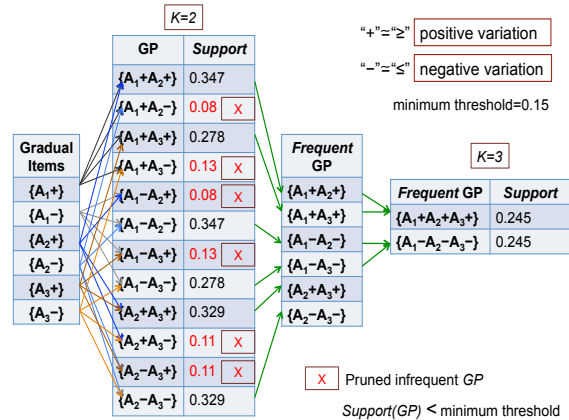 K=2
GP Support
{A₁+A₂+} 0.347
{A₁+A₂−} 0.08 X
{A₁+A₃+} 0.278
{A₁+A₃−} 0.13 X
{A₁−A₂+} 0.08 X
{A₁−A₂−} 0.347
{A₁−A₃+} 0.13 X
{A₁−A₃−} 0.278
{A₂+A₃+} 0.329
{A₂+A₃−} 0.11 X
{A₂−A₃+} 0.11 X
{A₂−A₃−} 0.329
Gradual
Items
{A₁+}
{A₁−}
{A₂+}
{A₂−}
{A₃+}
{A₃−}
Frequent
GP
{A₁+A₂+}
{A₁+A₃+}
{A₁−A₂−}
{A₁−A₃−}
{A₂+A₃+}
{A₂−A₃−}
“+”≃“≥” positive variation
“−”≃“≤” negative variation
minimum threshold=0.15
K=3
Frequent GP Support
{A₁+A₂+A₃+} 0.245
{A₁−A₂−A₃−} 0.245
X Pruned infrequent GP
Support(GP) < minimum threshold